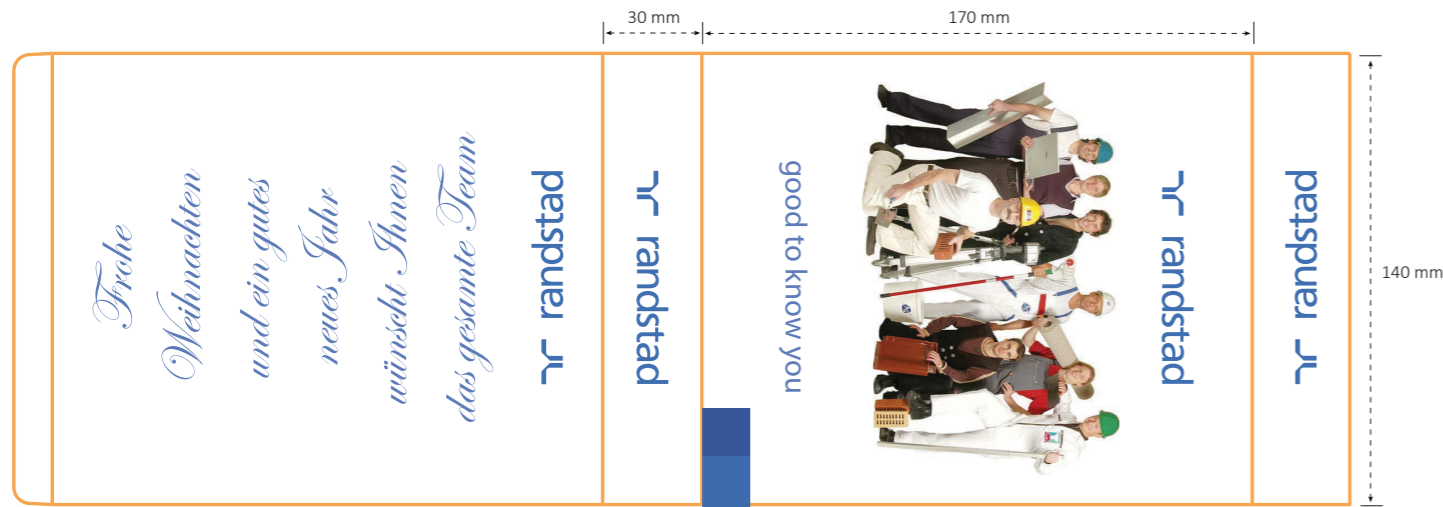 30 mm
170 mm
140 mm
Frohe
Weihnachten
und ein gutes
neues Jahr
wünscht Ihnen
das gesamte Team
randstad
randstad
good to know you
randstad
randstad